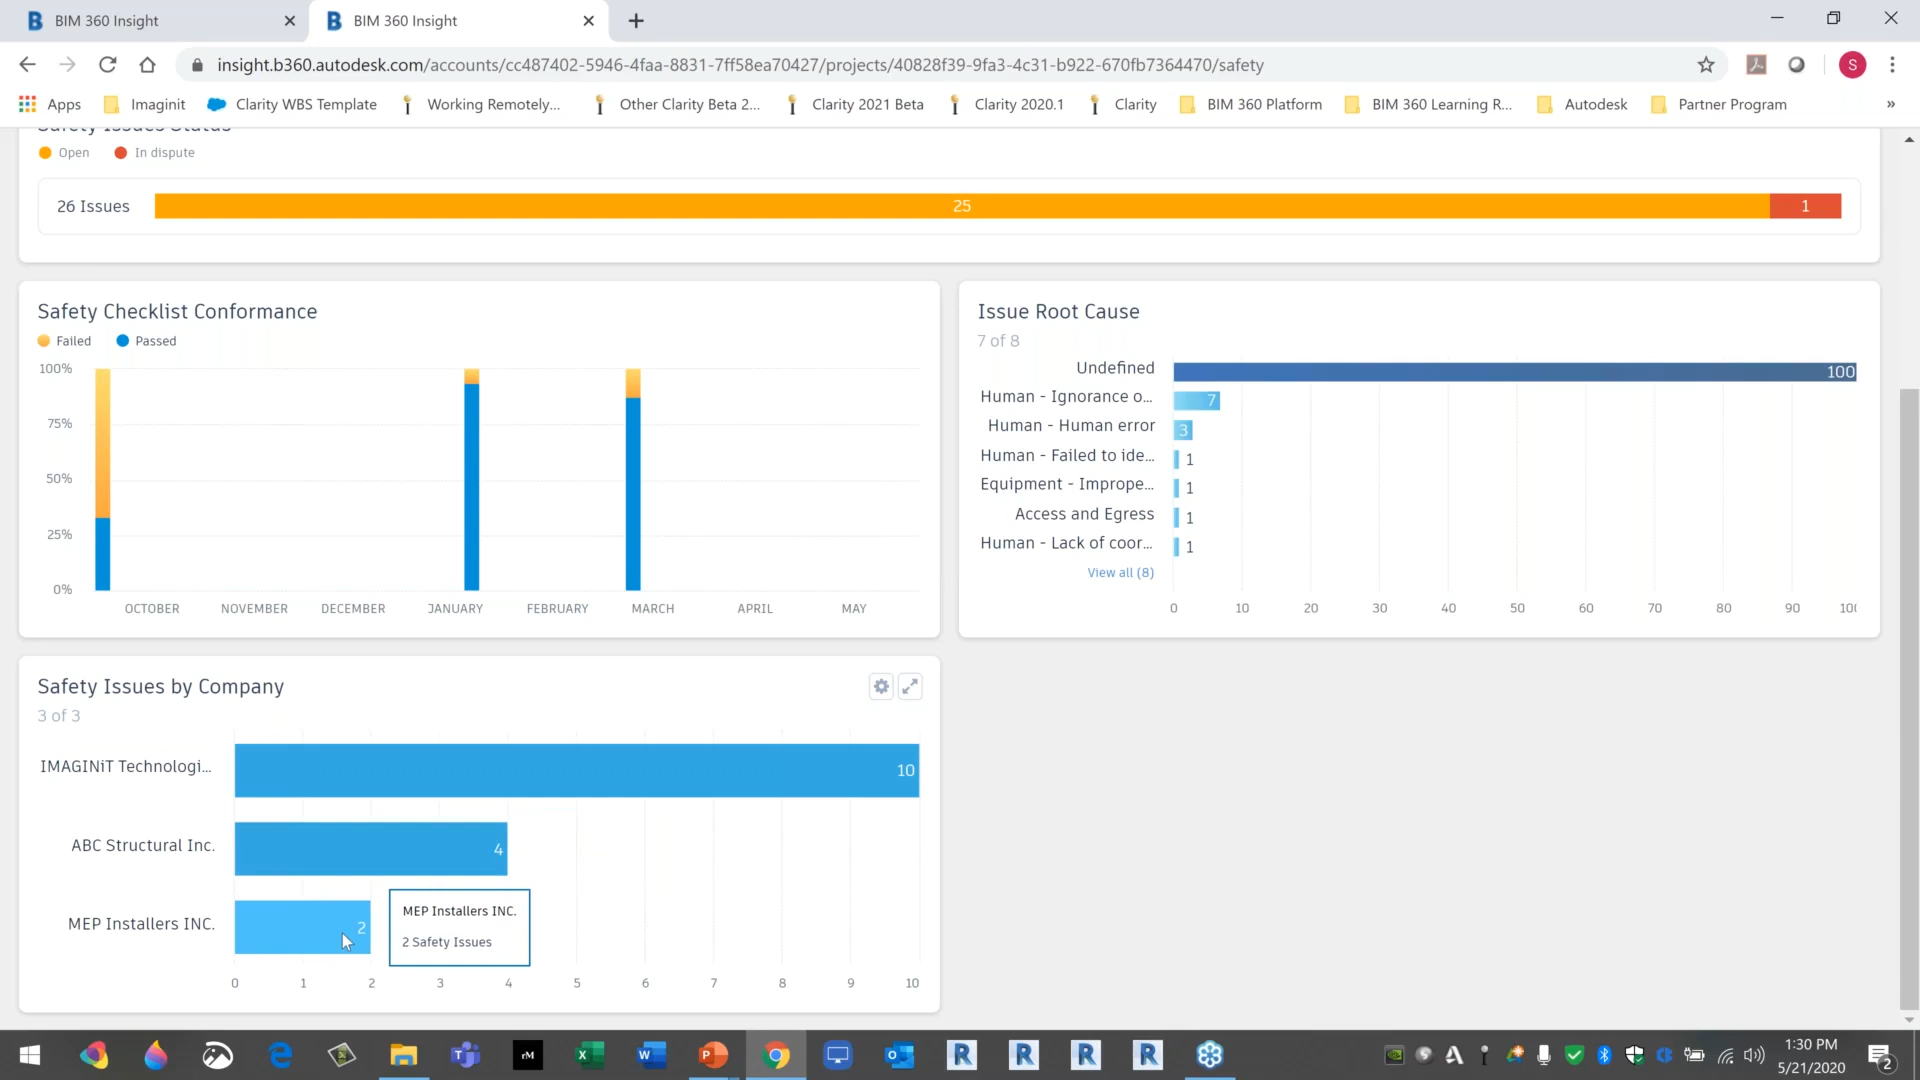 BIM 360 Insight
BIM 360 Insight
insight.b360.autodesk.com/accounts/cc487402-5946-4faa-8831-7ff58ea70427/projects/40828f39-9fa3-4c31-b922-670fb7364470/safety
S
Apps Imaginit Clarity WBS Template Working Remotely... Other Clarity Beta 2... Clarity 2021 Beta Clarity 2020.1 Clarity BIM 360 Platform BIM 360 Learning R... Autodesk Partner Program »
Safety Issues Status
Open In dispute
26 Issues 25 1
Safety Checklist Conformance
Failed Passed
100%
75%
50%
25%
0%
OCTOBER NOVEMBER DECEMBER JANUARY FEBRUARY MARCH APRIL MAY
Issue Root Cause
7 of 8
Undefined 100
Human - Ignorance o... 7
Human - Human error 3
Human - Failed to ide... 1
Equipment - Imprope... 1
Access and Egress 1
Human - Lack of coor... 1
View all (8)
0 10 20 30 40 50 60 70 80 90
Safety Issues by Company
3 of 3
IMAGINiT Technologi... 10
ABC Structural Inc. 4
MEP Installers INC. 2
MEP Installers INC.
2 Safety Issues
0 1 2 3 4 5 6 7 8 9 10
1:30 PM
5/21/2020
2